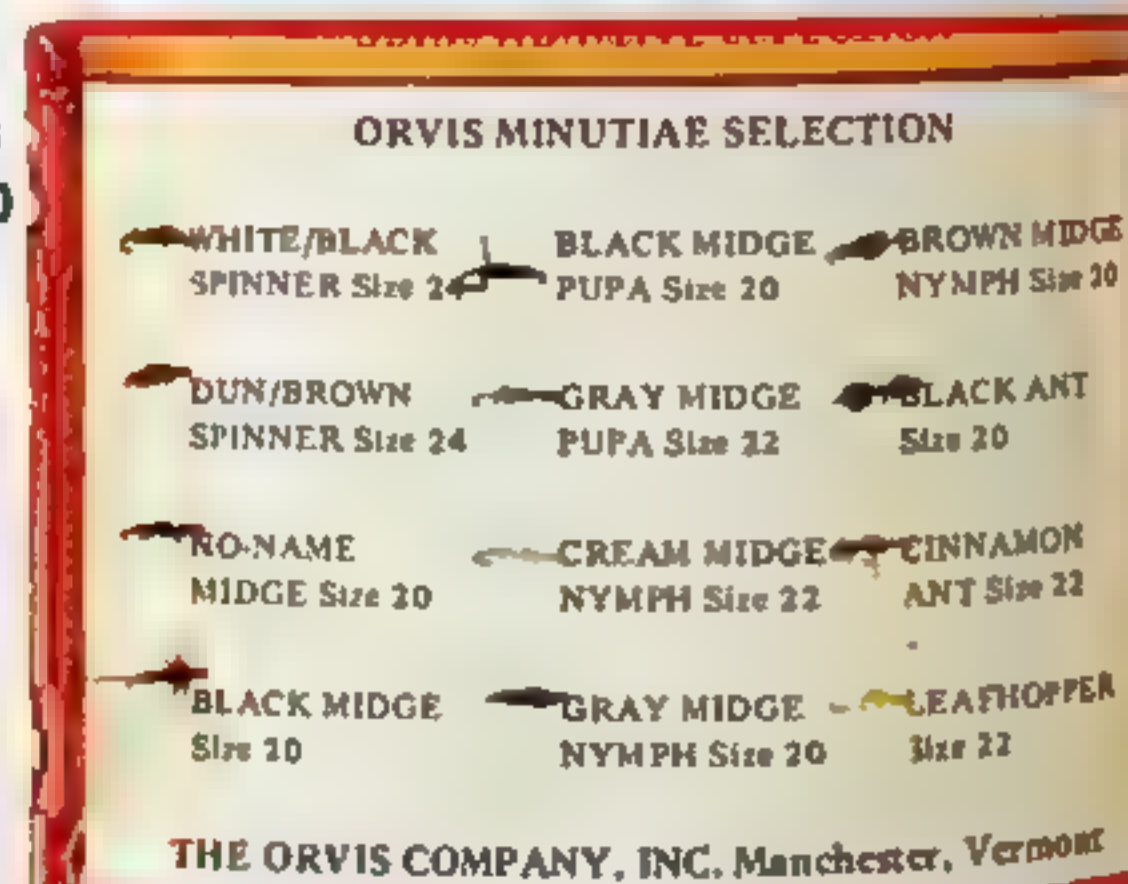 ORVIS MINUTIAE SELECTION
WHITE/BLACK
SPINNER Size 24
BLACK MIDGE
PUPA Size 20
BROWN MIDGE
NYMPH Size 20
DUN/BROWN
SPINNER Size 24
GRAY MIDGE
PUPA Size 22
BLACK ANT
Size 20
NO-NAME
MIDGE Size 20
CREAM MIDGE
NYMPH Size 22
CINNAMON
ANT Size 22
BLACK MIDGE
Size 20
GRAY MIDGE
NYMPH Size 20
LEAFHOPPER
Size 22
THE ORVIS COMPANY, INC. Manchester, Vermont